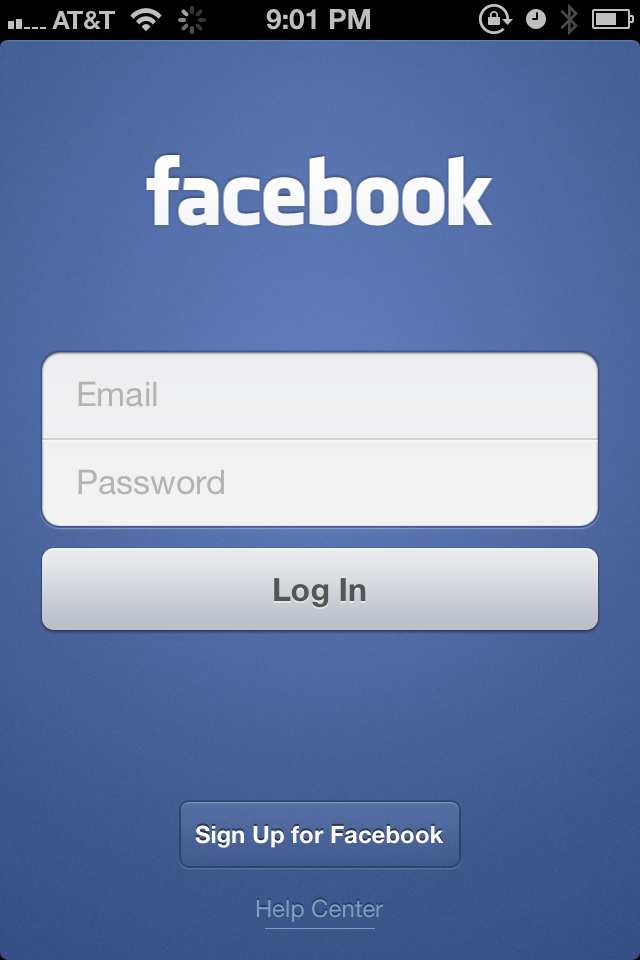 AT&T 9:01 PM
facebook
Email
Password
Log In
Sign Up for Facebook
Help Center